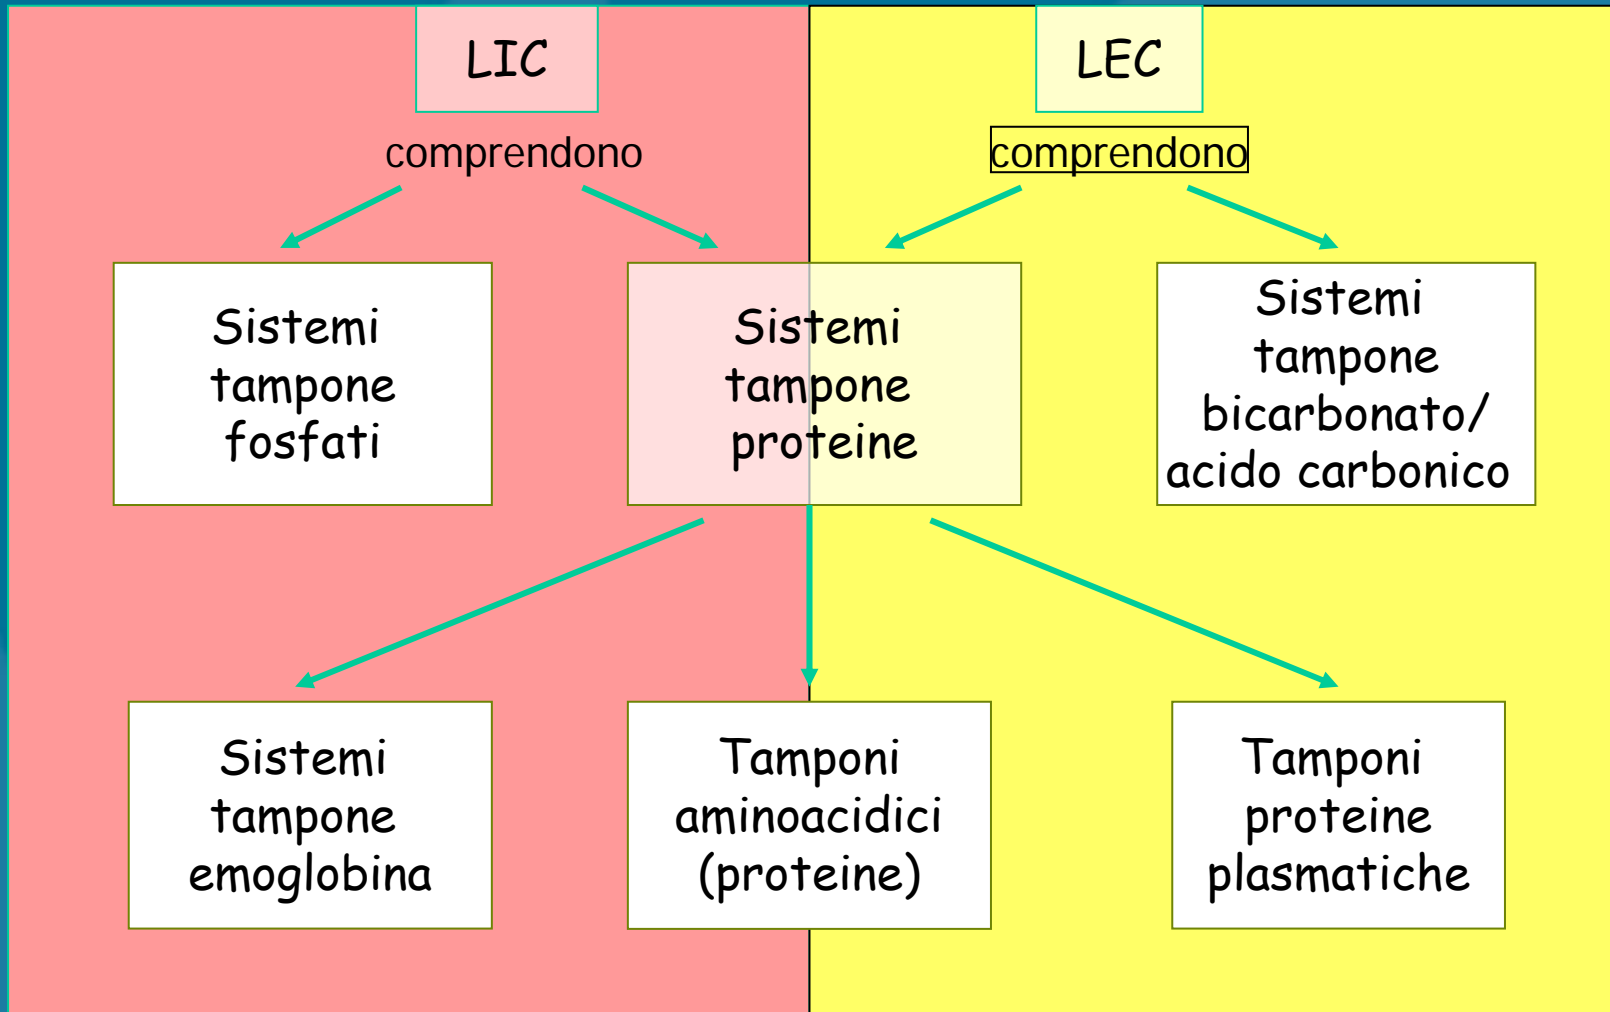 LIC
LEC
comprendono
comprendono
Sistemi
tampone
fosfati
Sistemi
tampone
proteine
Sistemi
tampone
bicarbonato/
acido carbonico
Sistemi
tampone
emoglobina
Tamponi
aminoacidici
(proteine)
Tamponi
proteine
plasmatiche